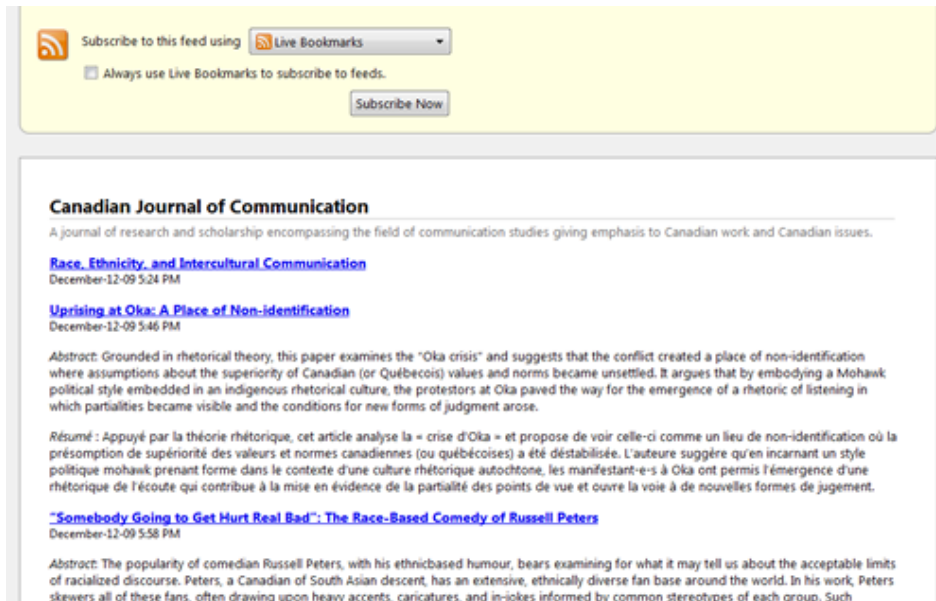 Subscribe to this feed using Live Bookmarks
Always use Live Bookmarks to subscribe to feeds.
Subscribe Now
Canadian Journal of Communication
A journal of research and scholarship encompassing the field of communication studies giving emphasis to Canadian work and Canadian issues.
Race, Ethnicity, and Intercultural Communication
December-12-09 5:24 PM
Uprising at Oka: A Place of Non-identification
December-12-09 5:46 PM
Abstract: Grounded in rhetorical theory, this paper examines the "Oka crisis" and suggests that the conflict created a place of non-identification
where assumptions about the superiority of Canadian (or Québecois) values and norms became unsettled. It argues that by embodying a Mohawk
political style embedded in an indigenous rhetorical culture, the protestors at Oka paved the way for the emergence of a rhetoric of listening in
which partialities became visible and the conditions for new forms of judgment arose.
Résumé : Appuyé par la théorie rhétorique, cet article analyse la « crise d'Oka » et propose de voir celle-ci comme un lieu de non-identification où la
présomption de supériorité des valeurs et normes canadiennes (ou québécoises) a été déstabilisée. L'auteure suggère qu'en incarnant un style
politique mohawk prenant forme dans le contexte d'une culture rhétorique autochtone, les manifestant-e-s à Oka ont permis l'émergence d'une
rhétorique de l'écoute qui contribue à la mise en évidence de la partialité des points de vue et ouvre la voie à de nouvelles formes de jugement.
"Somebody Going to Get Hurt Real Bad": The Race-Based Comedy of Russell Peters
December-12-09 5:58 PM
Abstract: The popularity of comedian Russell Peters, with his ethnicbased humour, bears examining for what it may tell us about the acceptable limits
of racialized discourse. Peters, a Canadian of South Asian descent, has an extensive, ethnically diverse fan base around the world. In his work, Peters
skewers all of these fans, often drawing upon heavy accents, caricatures, and in-jokes informed by common stereotypes of each group. Such